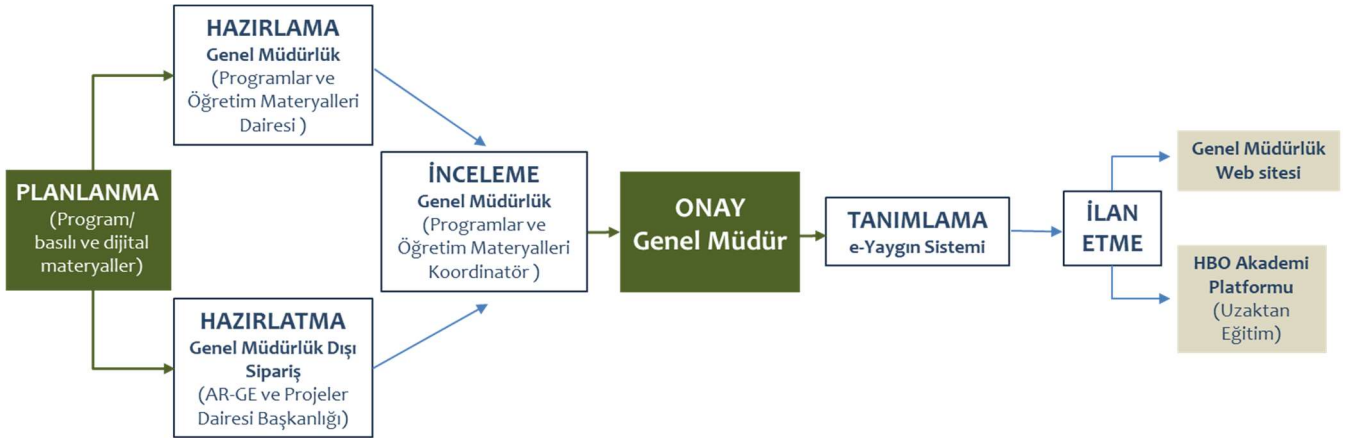 PLANLANMA
(Program/
basılı ve dijital
materyaller)
HAZIRLAMA
Genel Müdürlük
(Programlar ve
Öğretim Materyalleri
Dairesi )
HAZIRLATMA
Genel Müdürlük Dışı
Sipariş
(AR-GE ve Projeler
Dairesi Başkanlığı)
İNCELEME
Genel Müdürlük
(Programlar ve
Öğretim Materyalleri
Koordinatör )
ONAY
Genel Müdür
TANIMLAMA
e-Yaygın Sistemi
İLAN
ETME
Genel Müdürlük
Web sitesi
HBO Akademi
Platformu
(Uzaktan
Eğitim)